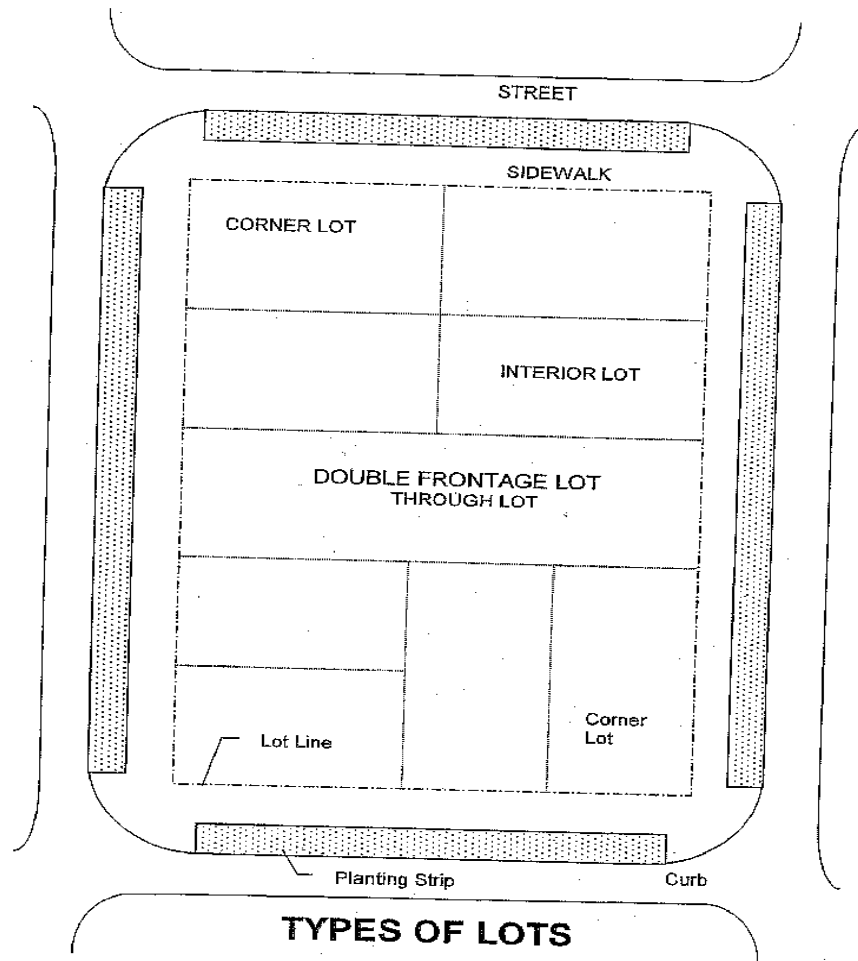 STREET
SIDEWALK
CORNER LOT
INTERIOR LOT
DOUBLE FRONTAGE LOT
THROUGH LOT
Corner
Lot
Lot Line
Planting Strip
Curb
TYPES OF LOTS